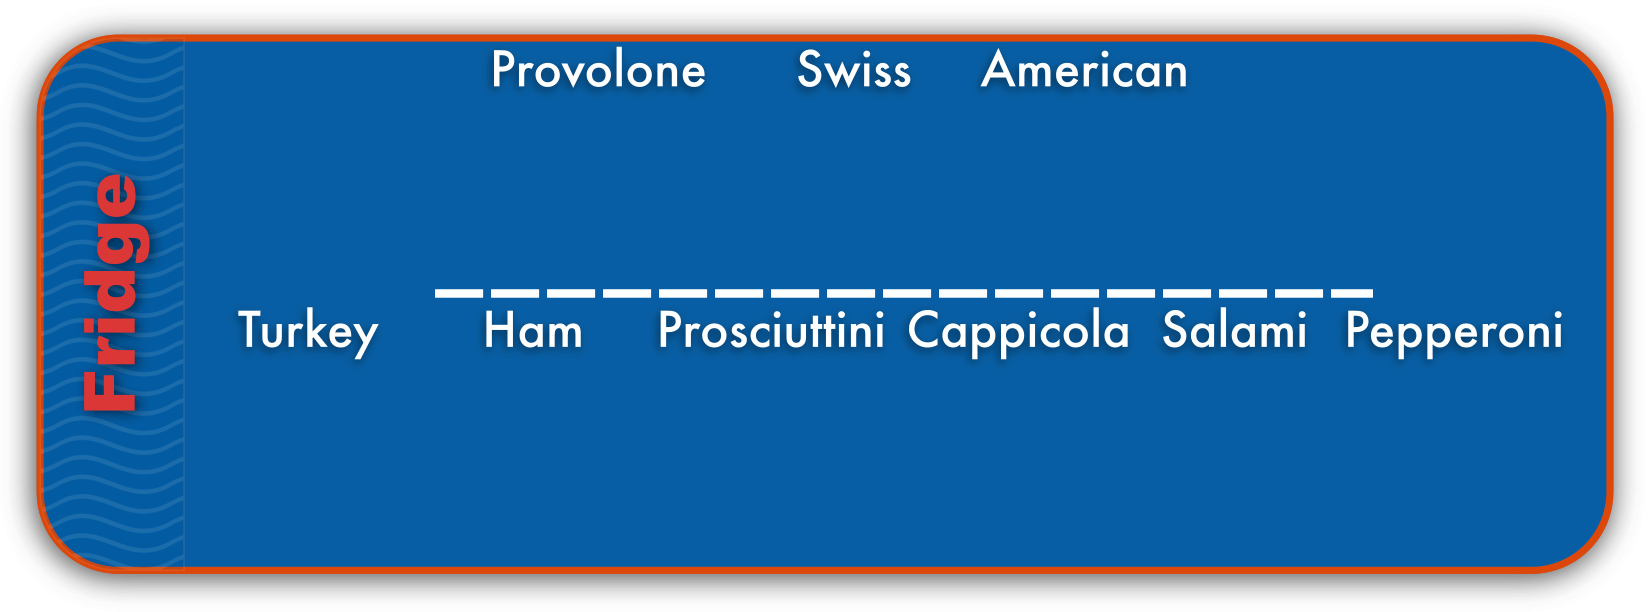 Provolone Swiss American
Fridge
Turkey Ham Prosciuttini Cappicola Salami Pepperoni